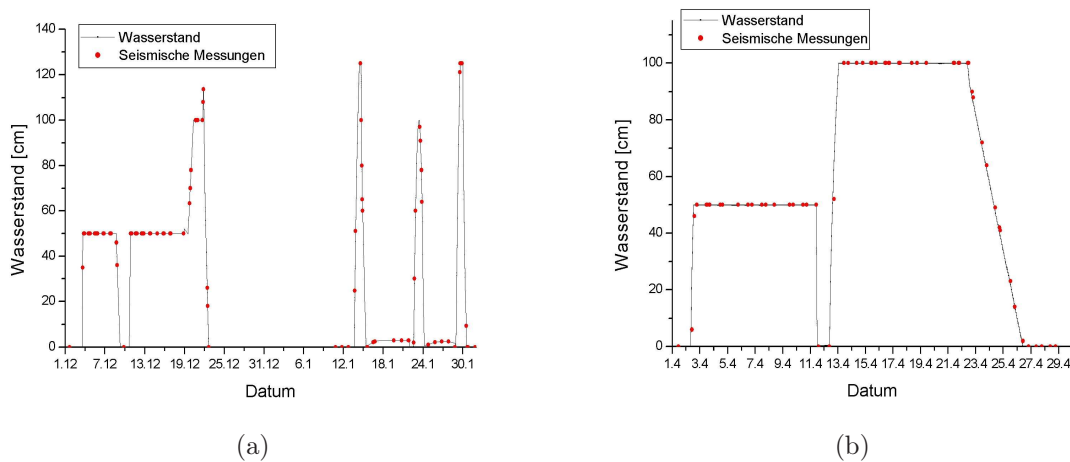 Wasserstand
Seismische Messungen
Wasserstand [cm]
140
120
100
80
60
40
20
0
1.12 7.12 13.12 19.12 25.12 31.12 6.1 12.1 18.1 24.1 30.1
Datum
(a)
Wasserstand
Seismische Messungen
Wasserstand [cm]
100
80
60
40
20
0
1.4 3.4 5.4 7.4 9.4 11.4 13.4 15.4 17.4 19.4 21.4 23.4 25.4 27.4 29.4
Datum
(b)